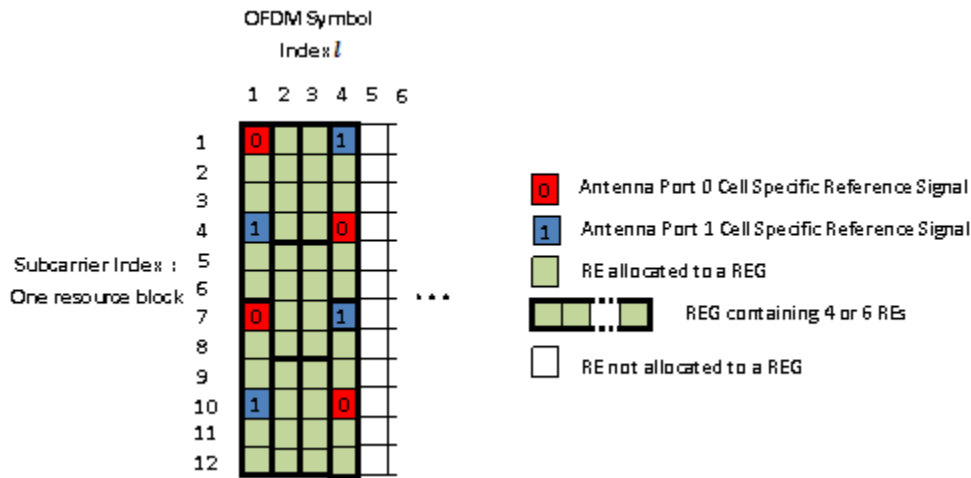 OFDM Symbol
Index l
1 2 3 4 5 6
1 0 1
2
3
4 1 0
5
6
7 0 1
8
9
10 1 0
11
12
Subcarrier Index :
One resource block
...
0 Antenna Port 0 Cell Specific Reference Signal
1 Antenna Port 1 Cell Specific Reference Signal
RE allocated to a REG
REG containing 4 or 6 REs
RE not allocated to a REG